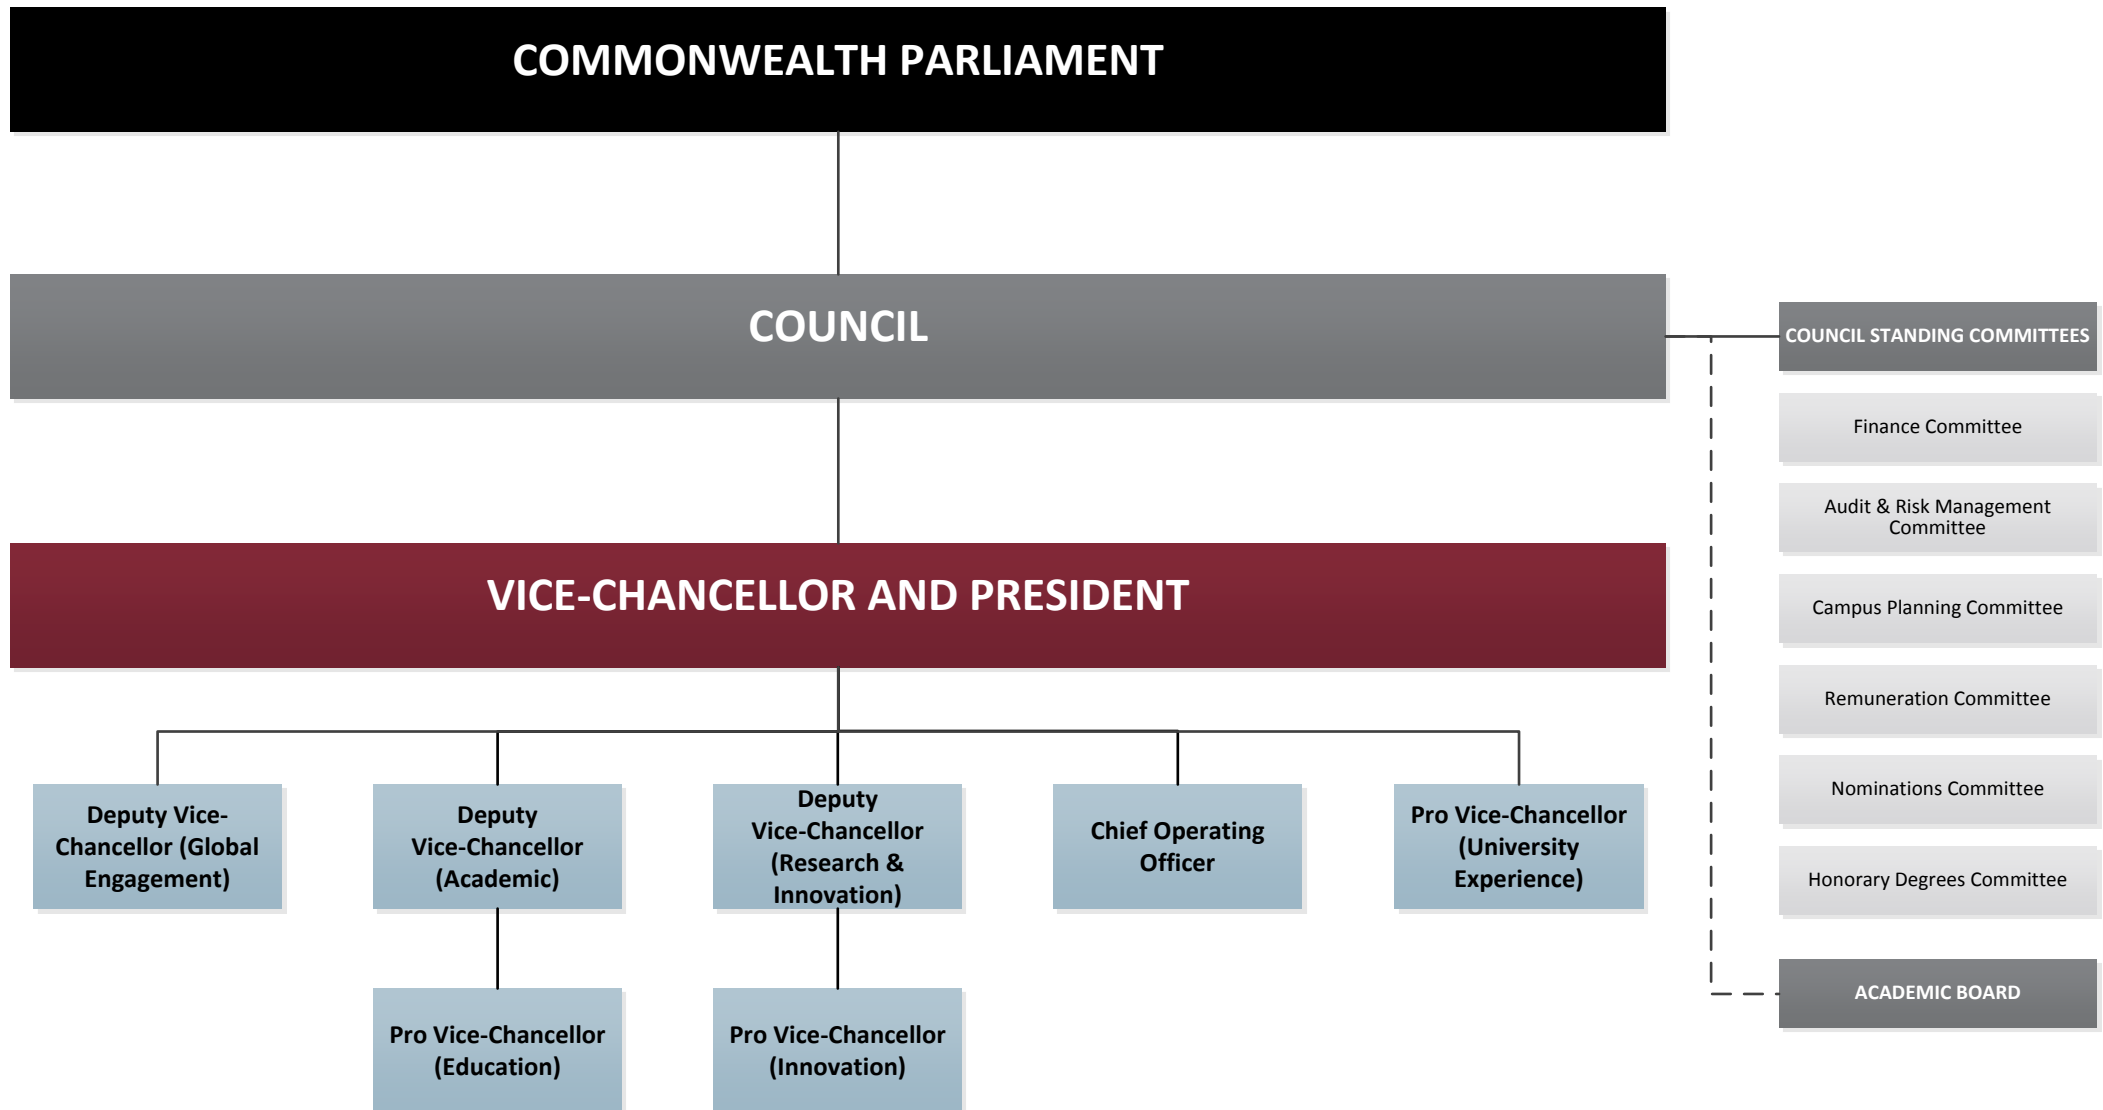 COMMONWEALTH PARLIAMENT
COUNCIL
VICE-CHANCELLOR AND PRESIDENT
Deputy Vice-
Chancellor (Global
Engagement)
Deputy
Vice-Chancellor
(Academic)
Deputy
Vice-Chancellor
(Research &
Innovation)
Chief Operating
Officer
Pro Vice-Chancellor
(University
Experience)
Pro Vice-Chancellor
(Education)
Pro Vice-Chancellor
(Innovation)
COUNCIL STANDING COMMITTEES
Finance Committee
Audit & Risk Management
Committee
Campus Planning Committee
Remuneration Committee
Nominations Committee
Honorary Degrees Committee
ACADEMIC BOARD